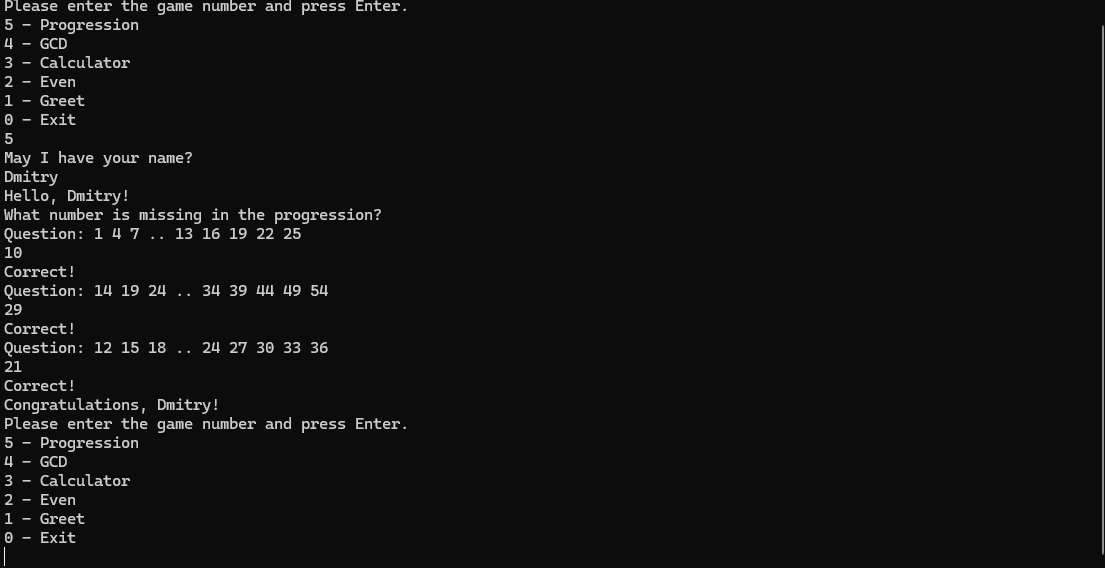 Please enter the game number and press Enter.
5 - Progression
4 - GCD
3 - Calculator
2 - Even
1 - Greet
0 - Exit
5
May I have your name?
Dmitry
Hello, Dmitry!
What number is missing in the progression?
Question: 1 4 7 .. 13 16 19 22 25
10
Correct!
Question: 14 19 24 .. 34 39 44 49 54
29
Correct!
Question: 12 15 18 .. 24 27 30 33 36
21
Correct!
Congratulations, Dmitry!
Please enter the game number and press Enter.
5 - Progression
4 - GCD
3 - Calculator
2 - Even
1 - Greet
0 - Exit